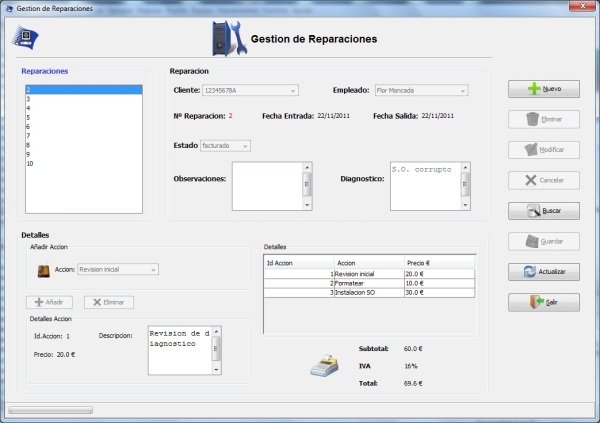 Gestion de Reparaciones
Gestion de Reparaciones
Reparaciones
2
3
4
5
6
7
8
9
10
Reparacion
Cliente: 12345678A Empleado: Flor Moncada
Nº Reparacion: 2 Fecha Entrada: 22/11/2011 Fecha Salida: 22/11/2011
Estado facturado
Observaciones: Diagnostico: S.O. corrupto
Nuevo
Eliminar
Modificar
Cancelar
Buscar
Guardar
Actualizar
Salir
Detalles
Añadir Accion
Accion: Revision inicial
Añadir Eliminar
Detalles Accion
Id.Accion: 1 Descripcion: Revision de d
iagnostico
Precio: 20.0 €
Detalles
Id Accion Accion Precio €
1 Revision inicial 20.0 €
2 Formatear 10.0 €
3 Instalacion SO 30.0 €
Subtotal: 60.0 €
IVA 16%
Total: 69.6 €